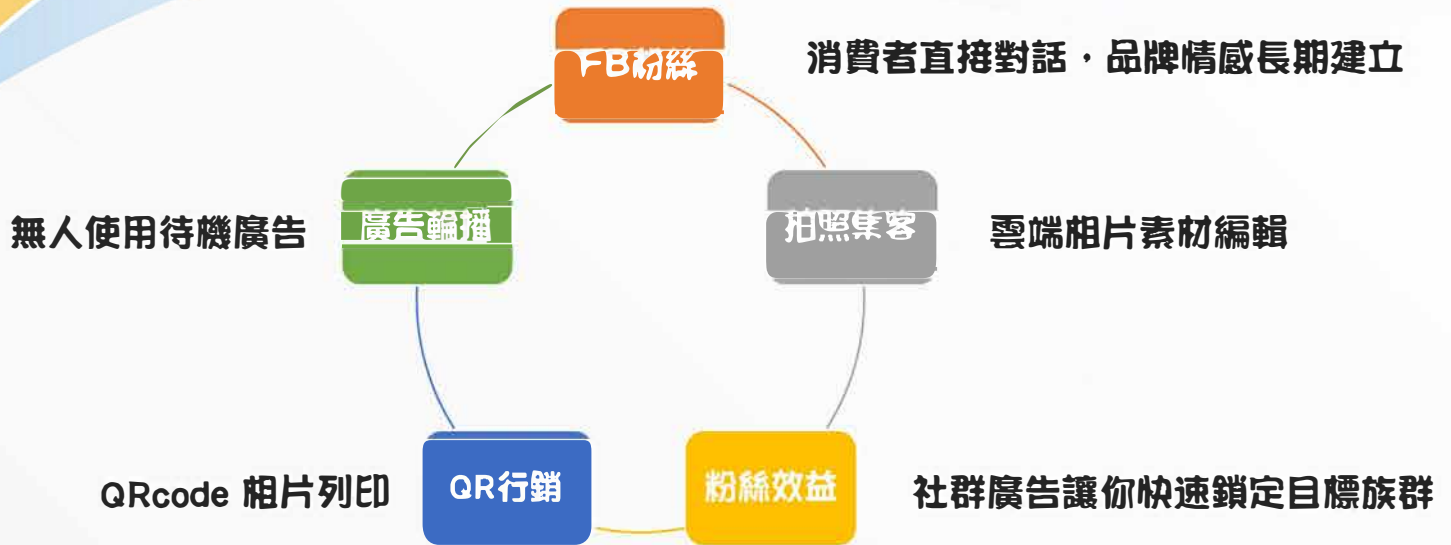 FB粉絲
消費者直接對話,品牌情感長期建立
無人使用待機廣告
廣告輪播
拍照集客
雲端相片素材編輯
QRcode 相片列印
QR行銷
粉絲效益
社群廣告讓你快速鎖定目標族群